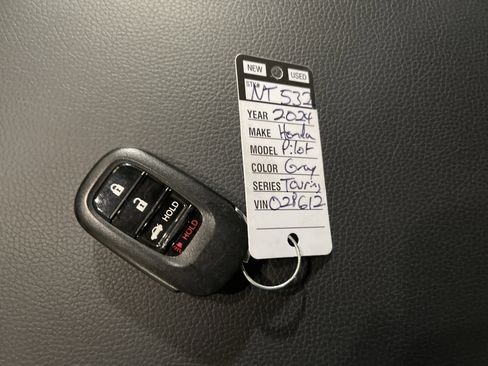 NEW USED
STK# NT 532
YEAR 2024
MAKE Honda
MODEL Pilot
COLOR Gray
SERIES Touring
VIN 028612
HOLD
HOLD